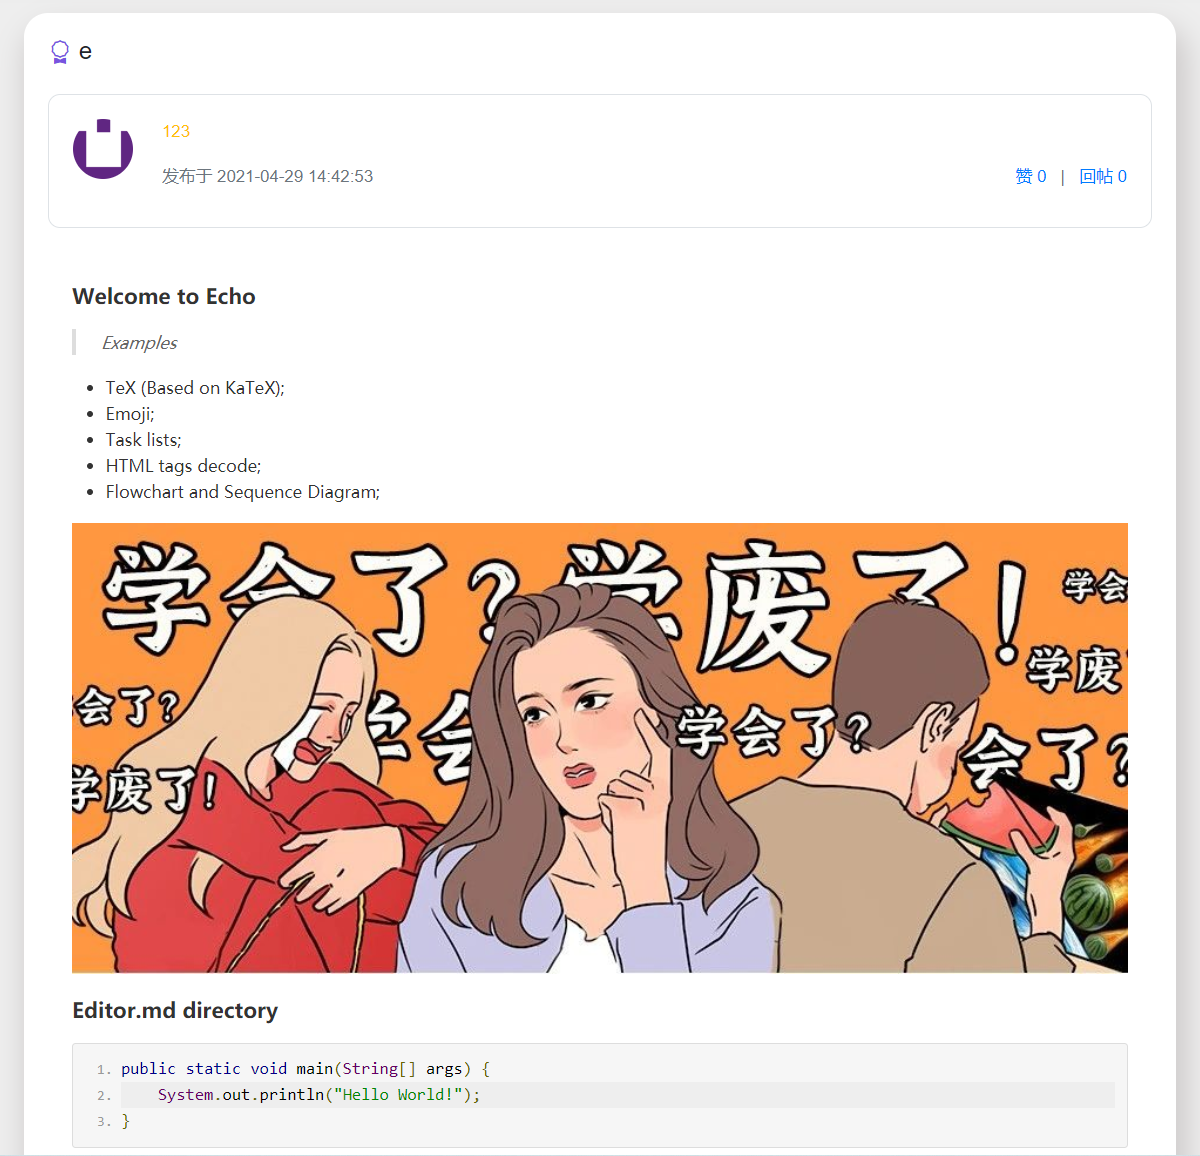 e
123
发布于 2021-04-29 14:42:53
赞 0 | 回帖 0
Welcome to Echo
Examples
• TeX (Based on KaTeX);
• Emoji;
• Task lists;
• HTML tags decode;
• Flowchart and Sequence Diagram;
学会了?学废了!
学会
学废
会了?
学会
学会了?
会了?
学废了!
Editor.md directory
1. public static void main(String[] args) {
2. System.out.println("Hello World!");
3. }